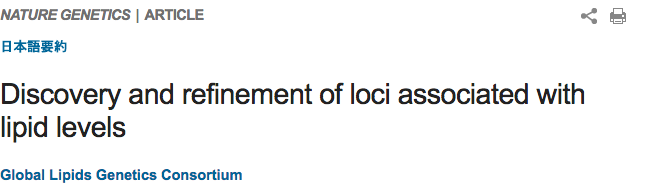 NATURE GENETICS | ARTICLE
日本語要約
Discovery and refinement of loci associated with
lipid levels
Global Lipids Genetics Consortium